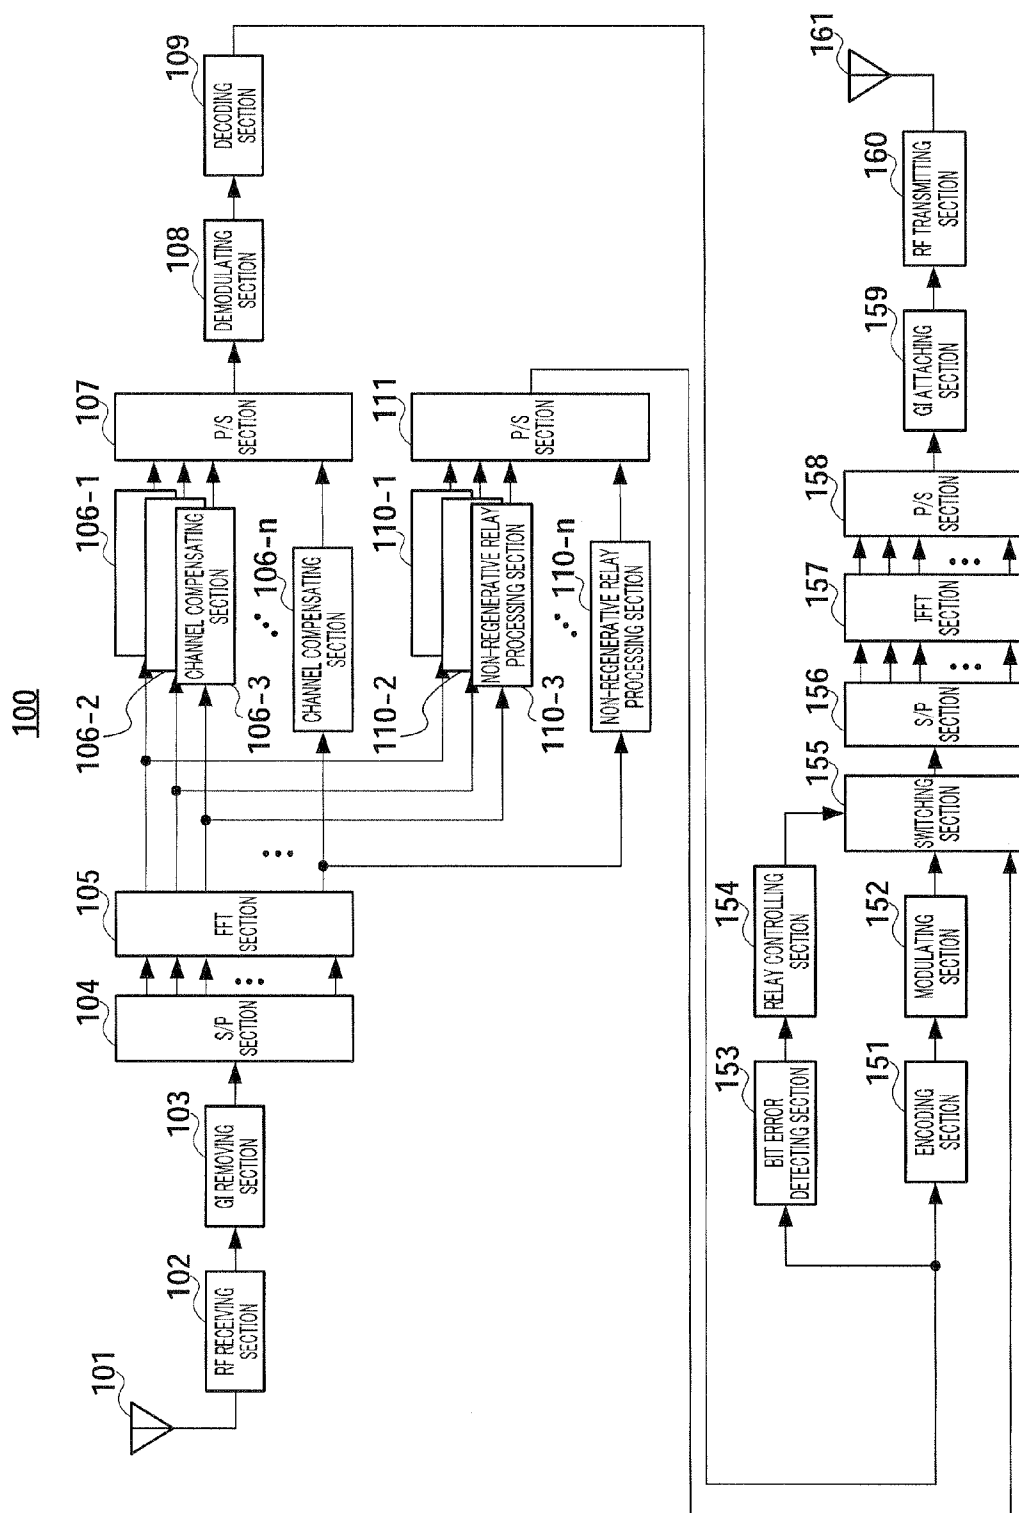 100
101
102
RF RECEIVING
SECTION
103
GI REMOVING
SECTION
104
S/P
SECTION
105
FFT
SECTION
106-1
106-2
CHANNEL COMPENSATING
SECTION
106-3
106-n
CHANNEL COMPENSATING
SECTION
107
P/S
SECTION
108
DEMODULATING
SECTION
109
DECODING
SECTION
110-1
110-2
NON-REGENERATIVE RELAY
PROCESSING SECTION
110-3
110-n
NON-REGENERATIVE RELAY
PROCESSING SECTION
111
P/S
SECTION
153
BIT ERROR
DETECTING SECTION
154
RELAY CONTROLLING
SECTION
151
ENCODING
SECTION
152
MODULATING
SECTION
155
SWITCHING
SECTION
156
S/P
SECTION
157
IFFT
SECTION
158
P/S
SECTION
159
GI ATTACHING
SECTION
160
RF TRANSMITTING
SECTION
161